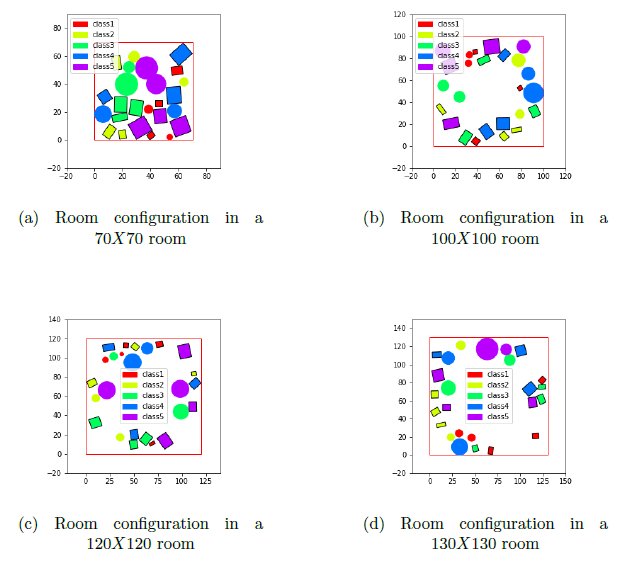 80
60
40
20
0
−20
−20 0 20 40 60 80
class1
class2
class3
class4
class5
120
100
80
60
40
20
0
−20
−20 0 20 40 60 80 100 120
class1
class2
class3
class4
class5
(a) Room configuration in a
70X70 room
(b) Room configuration in a
100X100 room
140
120
100
80
60
40
20
0
−20
0 25 50 75 100 125
class1
class2
class3
class4
class5
140
120
100
80
60
40
20
0
−20
0 25 50 75 100 125 150
class1
class2
class3
class4
class5
(c) Room configuration in a
120X120 room
(d) Room configuration in a
130X130 room